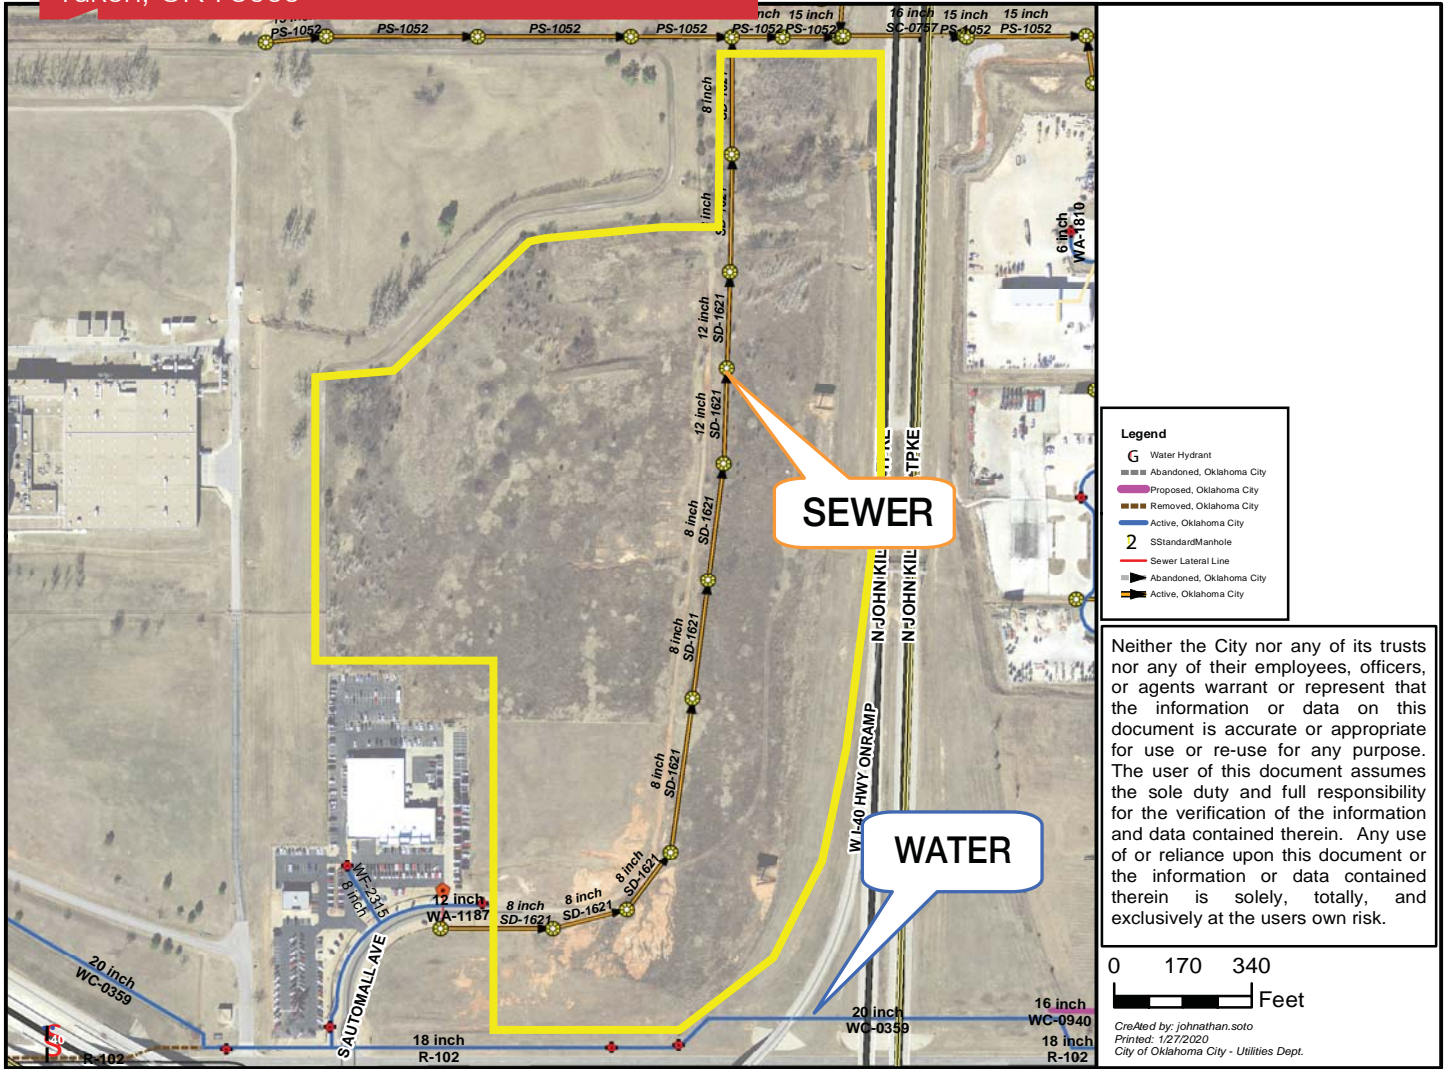 15 inch
PS-1052
PS-1052
PS-1052
PS-1052
inch
PS-1052
15 inch
PS-1052
16 inch
SC-0757
15 inch
PS-1052
15 inch
PS-1052
8 inch
SD-1621
inch
SD-1621
6 inch
WA-1810
12 inch
SD-1621
12 inch
SD-1621
SEWER
8 inch
SD-1621
8 inch
SD-1621
8 inch
SD-1621
8 inch
SD-1621
8 inch
SD-1621
8 inch
SD-1621
N JOHN KIL
TPKE
N JOHN KIL
TPKE
W I-40 HWY ONRAMP
WATER
WF-2315
8 inch
12 inch
WA-1187
S AUTOMALL AVE
20 inch
WC-0359
40
R-102
18 inch
R-102
20 inch
WC-0359
16 inch
WC-0940
18 inch
R-102
Legend
G Water Hydrant
Abandoned, Oklahoma City
Proposed, Oklahoma City
Removed, Oklahoma City
Active, Oklahoma City
2 SStandardManhole
Sewer Lateral Line
Abandoned, Oklahoma City
Active, Oklahoma City
Neither the City nor any of its trusts
nor any of their employees, officers,
or agents warrant or represent that
the information or data on this
document is accurate or appropriate
for use or re-use for any purpose.
The user of this document assumes
the sole duty and full responsibility
for the verification of the information
and data contained therein. Any use
of or reliance upon this document or
the information or data contained
therein is solely, totally, and
exclusively at the users own risk.
0 170 340
Feet
CreAted by: johnathan.soto
Printed: 1/27/2020
City of Oklahoma City - Utilities Dept.